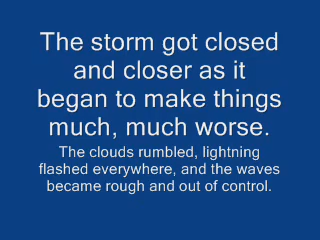 The storm got closed
and closer as it
began to make things
much, much worse.
The clouds rumbled, lightning
flashed everywhere, and the waves
became rough and out of control.